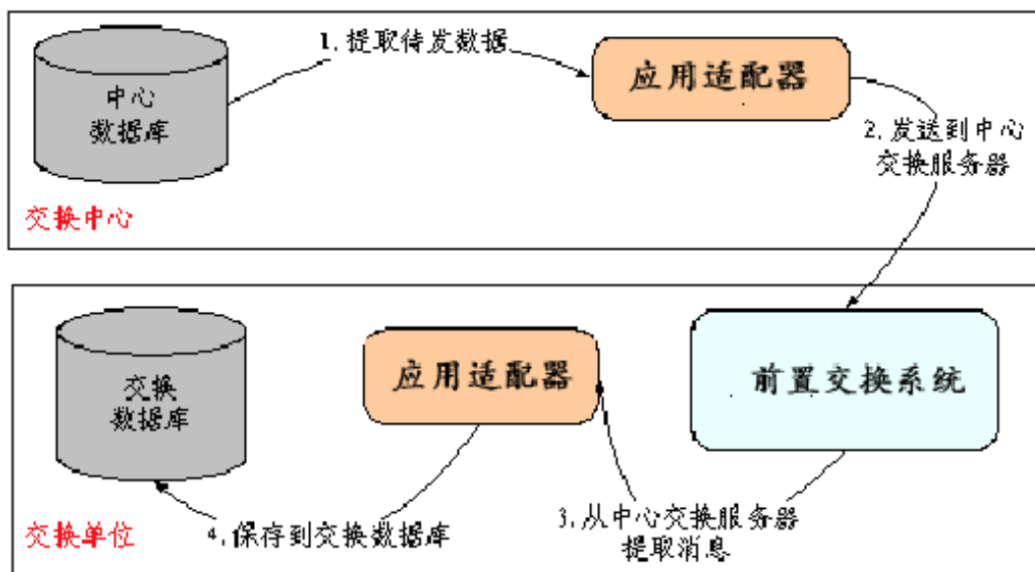 1.提取待发数据
应用适配器
中心
数据库
2.发送到中心
交换服务器
交换中心
交换
数据库
应用适配器
前置交换系统
3.从中心交换服务器
提取消息
4.保存到交换数据库
交换单位